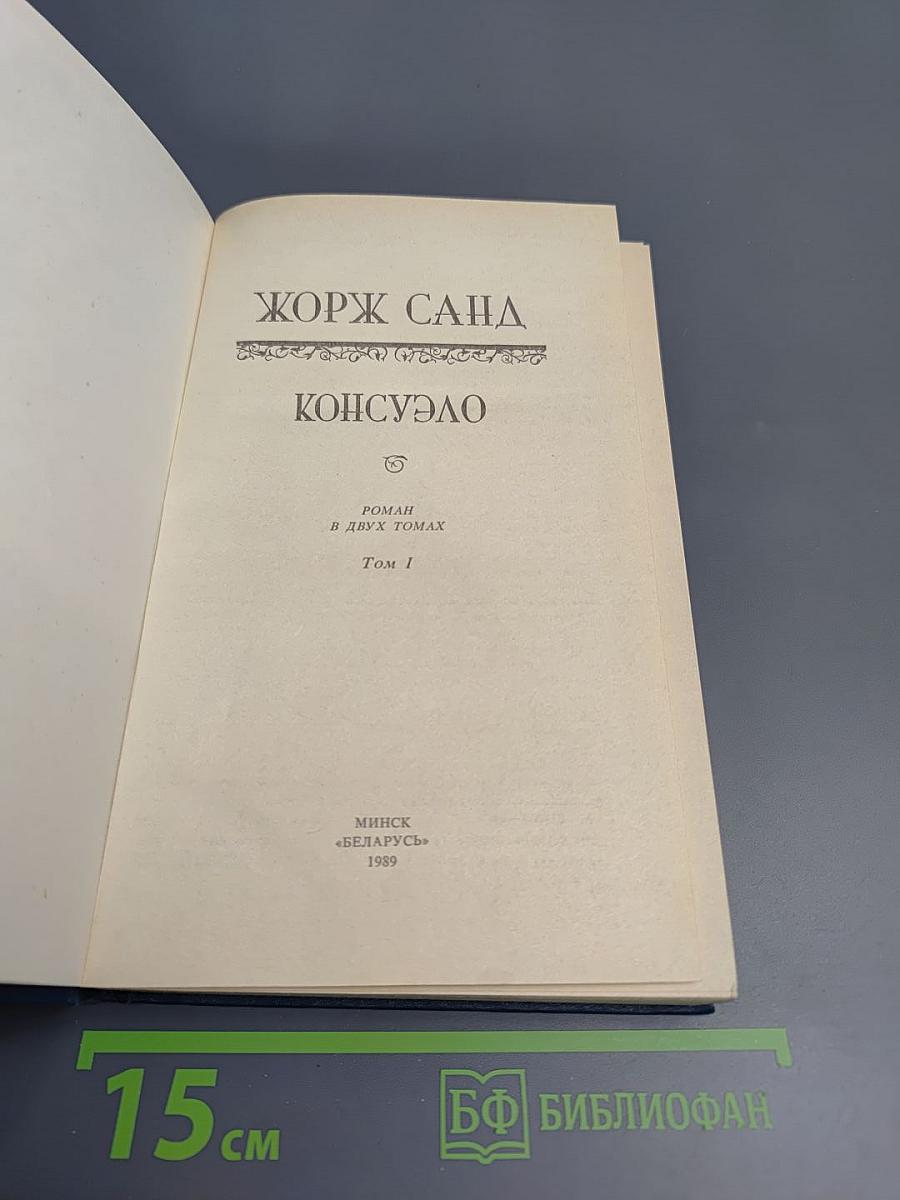 ЖОРЖ САНД
КОНСУЭЛО
РОМАН
В ДВУХ ТОМАХ
Том I
МИНСК
«БЕЛАРУСЬ»
1989
15 см
БФ БИБЛИОФАН